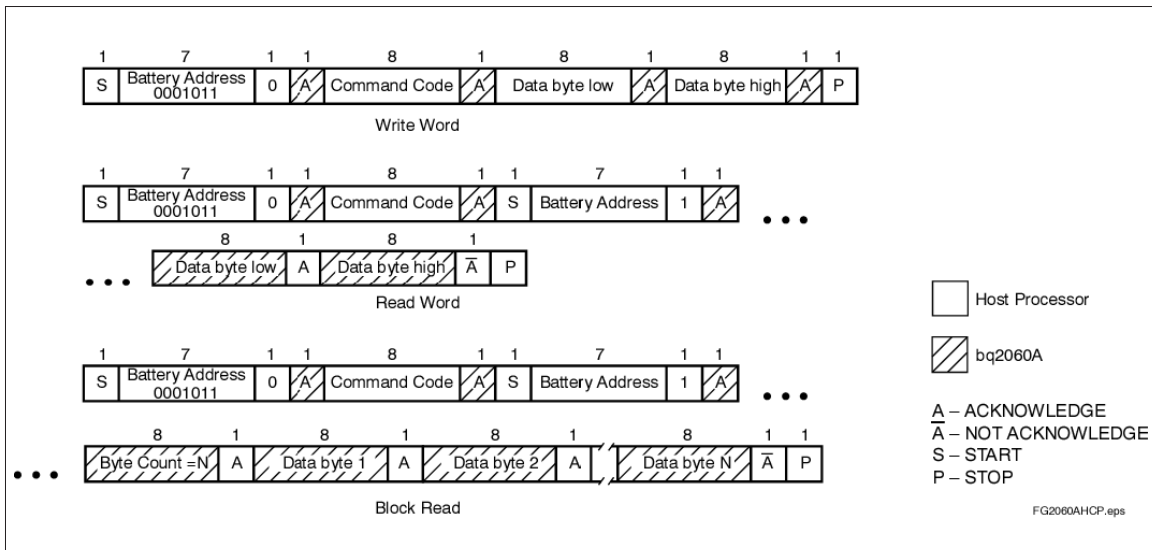 1 7 1 1 8 1 8 1 8 1 1
S Battery Address 0001011 0 A Command Code A Data byte low A Data byte high A P
Write Word
1 7 1 1 8 1 1 7 1 1
S Battery Address 0001011 0 A Command Code A S Battery Address 1 A
8 1 8 1
Data byte low A Data byte high A̅ P
Read Word
1 7 1 1 8 1 1 7 1 1
S Battery Address 0001011 0 A Command Code A S Battery Address 1 A
8 1 8 1 8 1 8 1 1
Byte Count =N A Data byte 1 A Data byte 2 A Data byte N A̅ P
Block Read
Host Processor
bq2060A
A – ACKNOWLEDGE
A̅ – NOT ACKNOWLEDGE
S – START
P – STOP
FG2060AHCP.eps